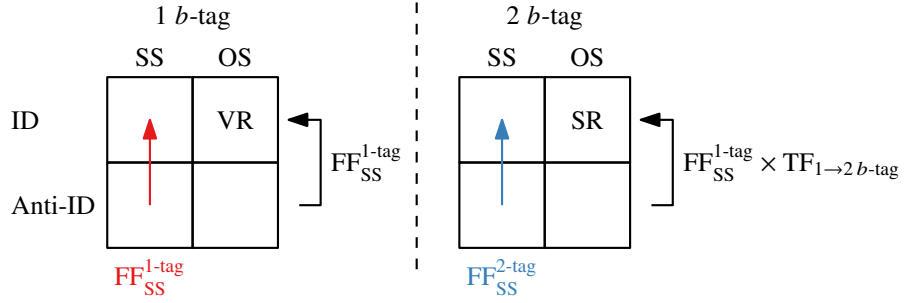 1 b-tag 2 b-tag
SS OS SS OS
ID VR SR
FF_SS^1-tag FF_SS^1-tag × TF_1→2 b-tag
Anti-ID
FF_SS^1-tag FF_SS^2-tag